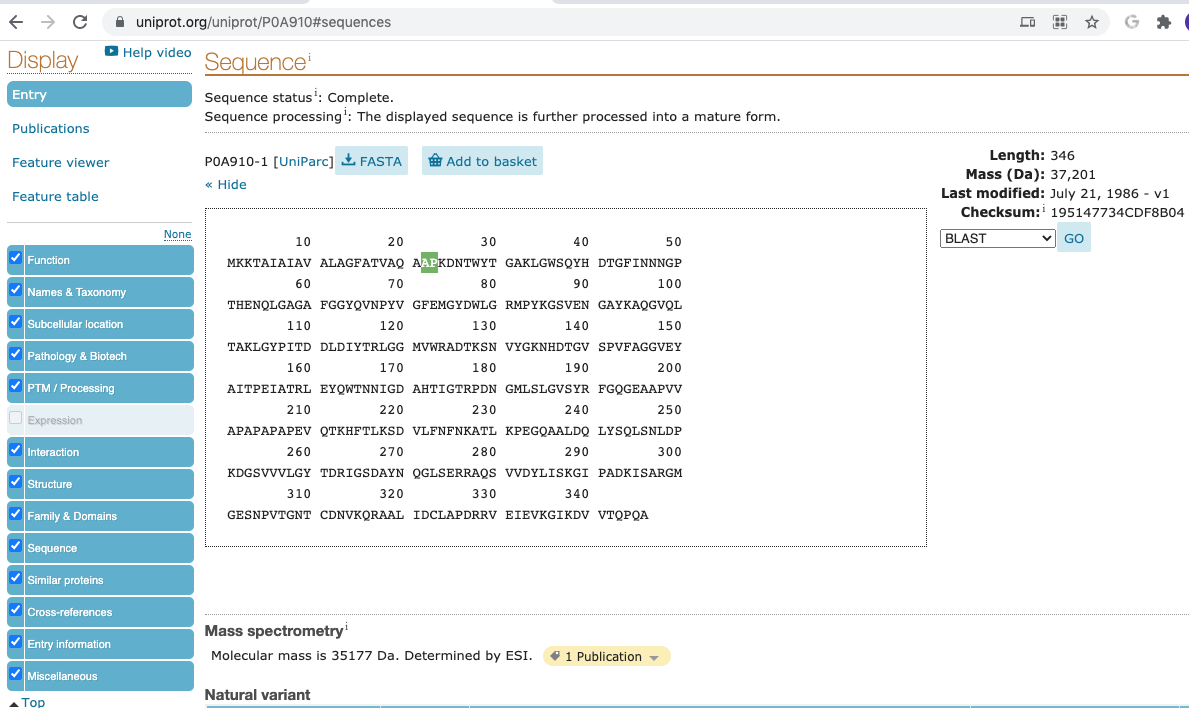 uniprot.org/uniprot/P0A910#sequences
Display
Help video
Entry
Publications
Feature viewer
Feature table
None
Function
Names & Taxonomy
Subcellular location
Pathology & Biotech
PTM / Processing
Expression
Interaction
Structure
Family & Domains
Sequence
Similar proteins
Cross-references
Entry information
Miscellaneous
Top
Sequence i
Sequence status i: Complete.
Sequence processing i: The displayed sequence is further processed into a mature form.
P0A910-1 [UniParc] FASTA Add to basket
« Hide
10 20 30 40 50
MKKTAIAIAV ALAGFATVAQ AAPKDNTWYT GAKLGWSQYH DTGFINNNGP
60 70 80 90 100
THENQLGAGA FGGYQVNPYV GFEMGYDWLG RMPYKGSVEN GAYKAQGVQL
110 120 130 140 150
TAKLGYPITD DLDIYTRLGG MVWRADTKSN VYGKNHDTGV SPVFAGGVEY
160 170 180 190 200
AITPEIATRL EYQWTNNIGD AHTIGTRPDN GMLSLGVSYR FGQGEAAPVV
210 220 230 240 250
APAPAPAPEV QTKHFTLKSD VLFNFNKATL KPEGQAALDQ LYSQLSNLDP
260 270 280 290 300
KDGSVVVLGY TDRIGSDAYN QGLSERRAQS VVDYLISKGI PADKISARGM
310 320 330 340
GESNPVTGNT CDNVKQRAAL IDCLAPDRRV EIEVKGIKDV VTQPQA
Length: 346
Mass (Da): 37,201
Last modified: July 21, 1986 - v1
Checksum: i 195147734CDF8B04
BLAST GO
Mass spectrometry i
Molecular mass is 35177 Da. Determined by ESI. 1 Publication
Natural variant